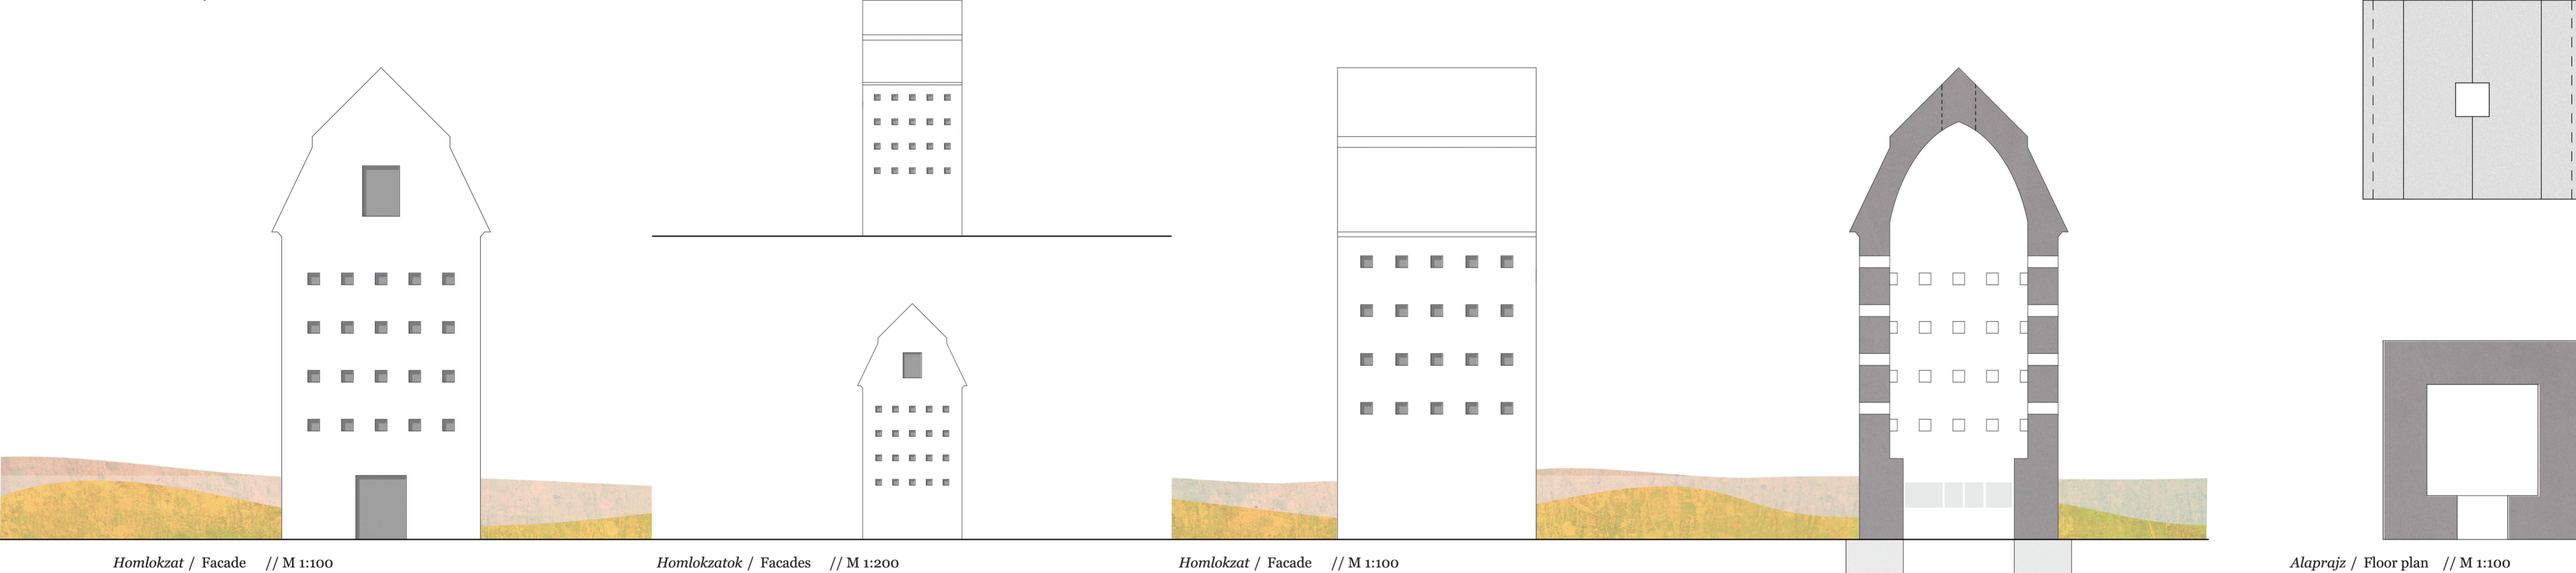 Homlokzat / Facade // M 1:100
Homlokzatok / Facades // M 1:200
Homlokzat / Facade // M 1:100
Alaprajz / Floor plan // M 1:100